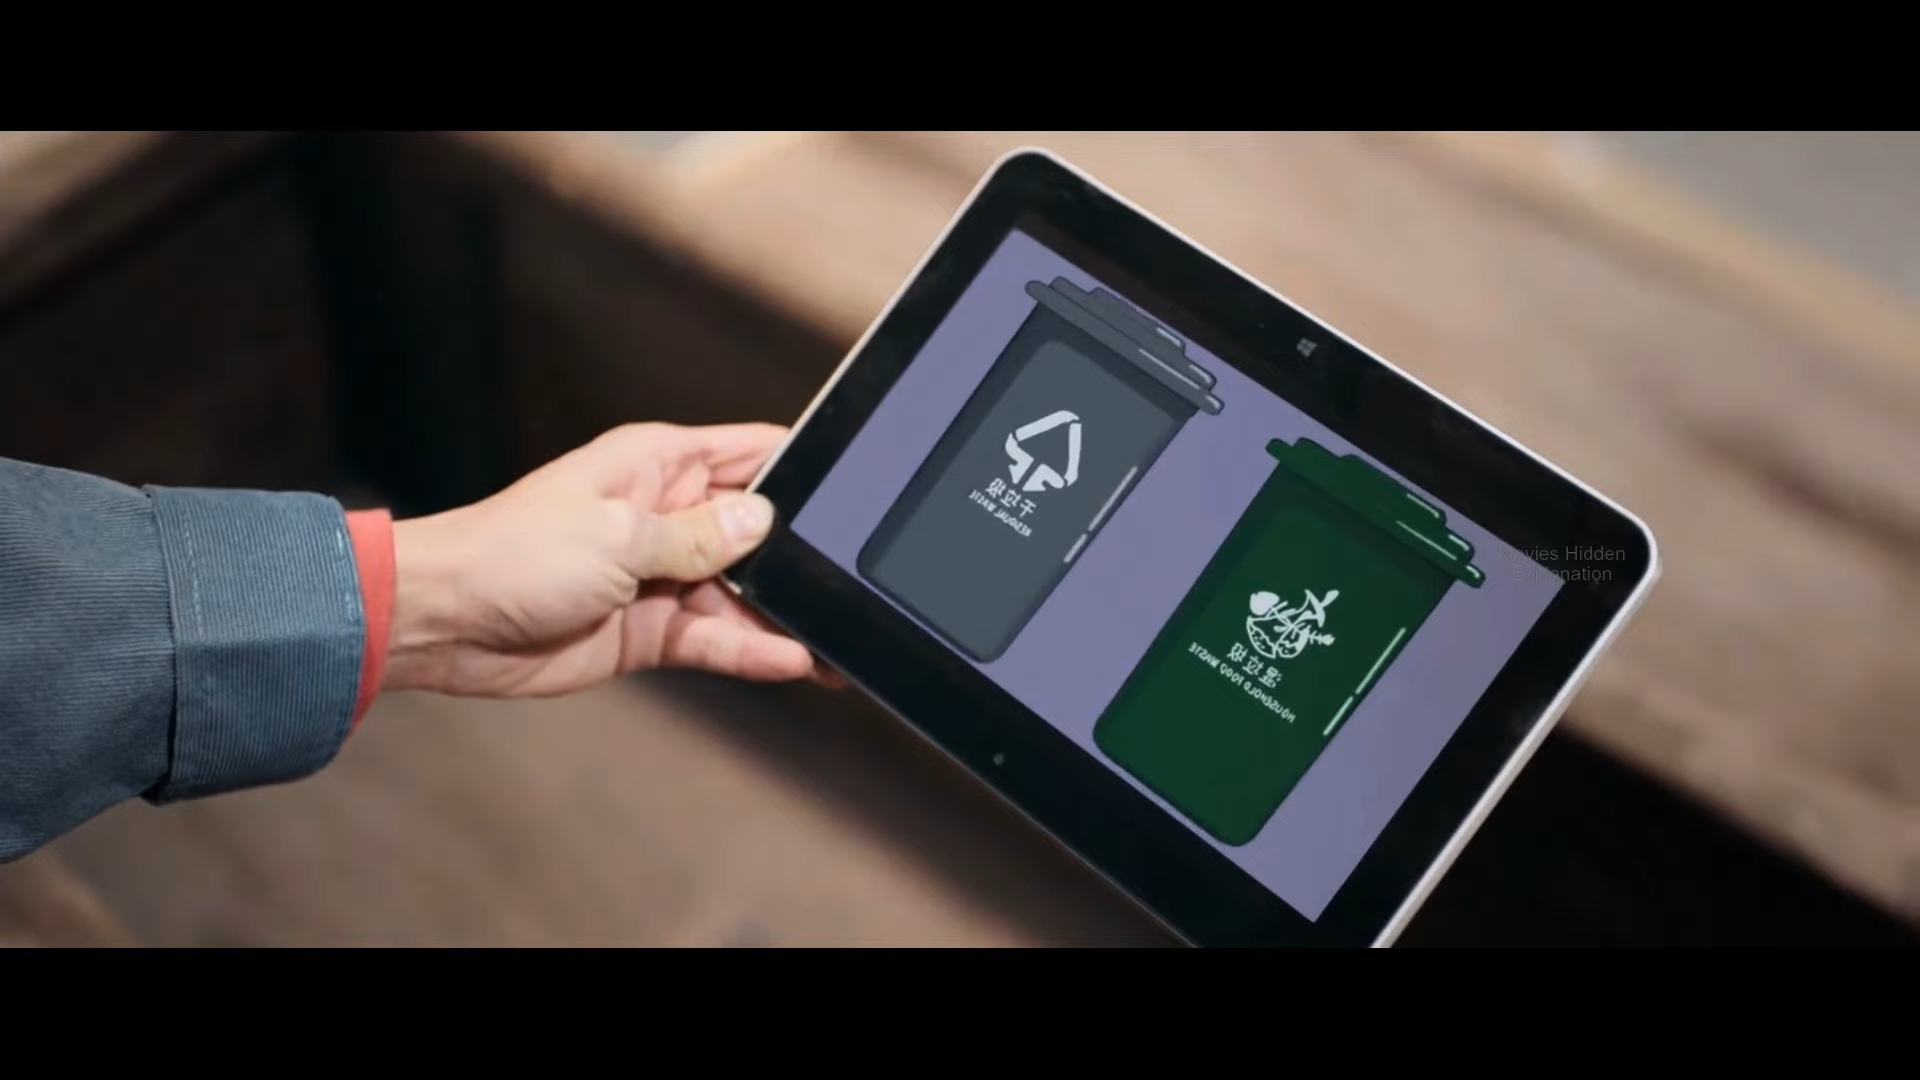 干垃圾
RESIDUAL WASTE
湿垃圾
HOUSEHOLD FOOD WASTE
Movies Hidden
Explanation